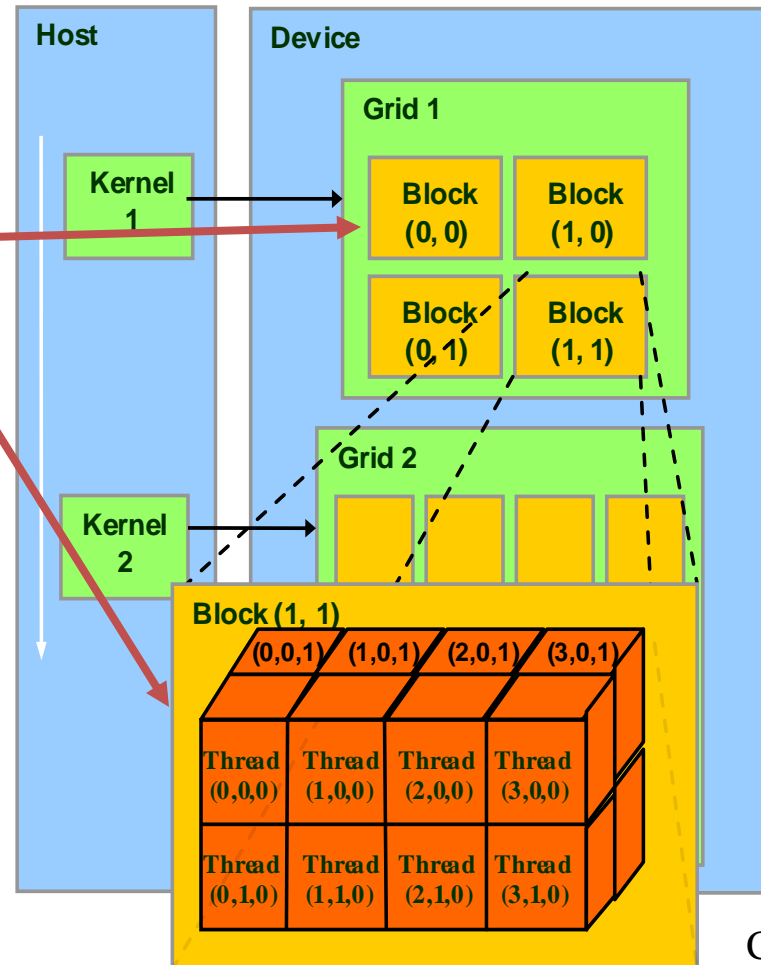 Host
Device
Grid 1
Kernel
1
Block
(0, 0)
Block
(1, 0)
Block
(0, 1)
Block
(1, 1)
Grid 2
Kernel
2
Block (1, 1)
(0,0,1) (1,0,1) (2,0,1) (3,0,1)
Thread
(0,0,0)
Thread
(1,0,0)
Thread
(2,0,0)
Thread
(3,0,0)
Thread
(0,1,0)
Thread
(1,1,0)
Thread
(2,1,0)
Thread
(3,1,0)